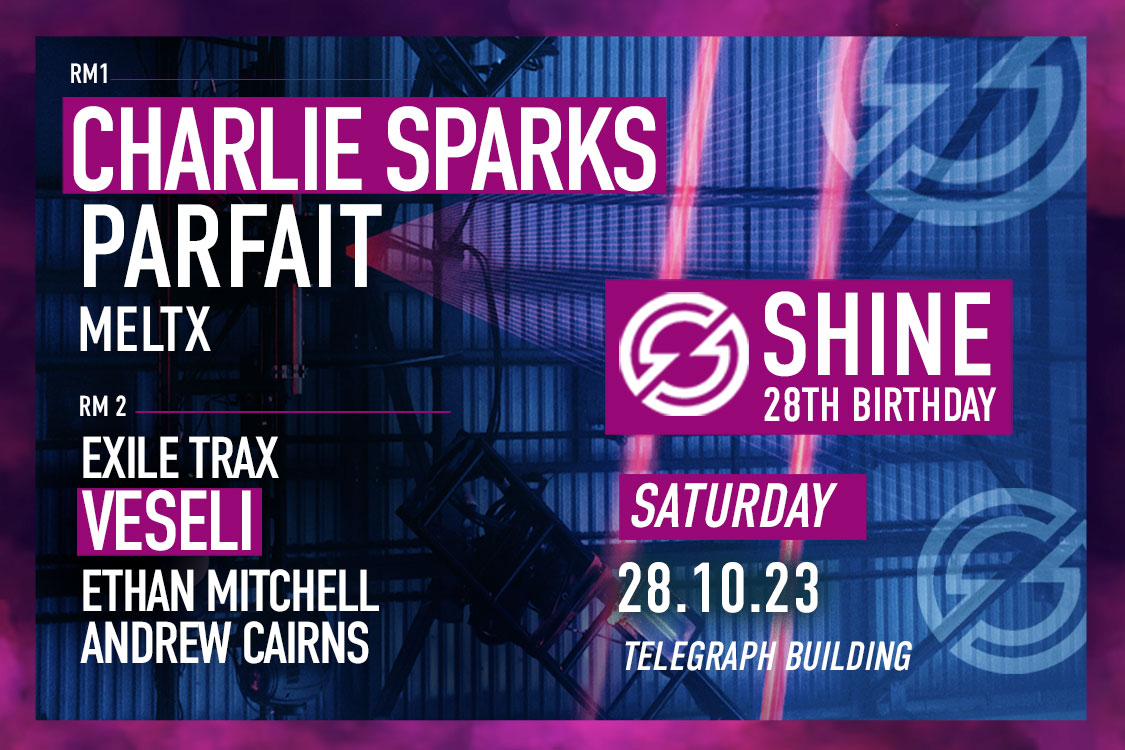 RM1
CHARLIE SPARKS
PARFAIT
MELTX
RM 2
EXILE TRAX
VESELI
ETHAN MITCHELL
ANDREW CAIRNS
SHINE
28TH BIRTHDAY
SATURDAY
28.10.23
TELEGRAPH BUILDING